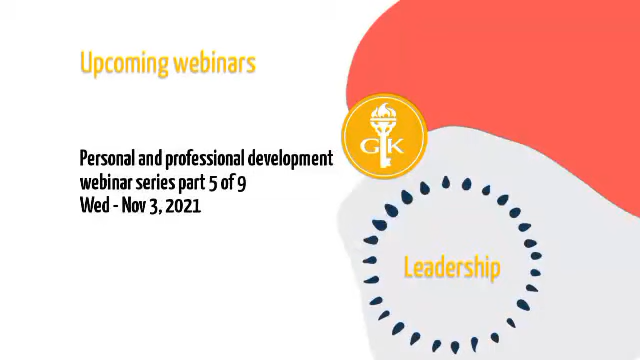 Upcoming webinars
Personal and professional development
webinar series part 5 of 9
Wed - Nov 3, 2021
GK
Leadership